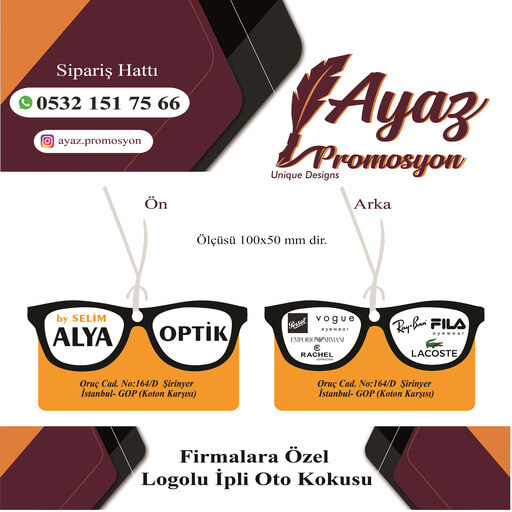 Sipariş Hattı
0532 151 75 66
ayaz.promosyon
Ayaz
Promosyon
Unique Designs
Ön
Arka
Ölçüsü 100x50 mm dir.
by SELİM
ALYA
OPTİK
Oruç Cad. No:164/D Şirinyer
İstanbul- GOP (Koton Karşısı)
Persol
vogue
eyewear
EMPORIO ARMANI
RACHEL
Ray-Ban
FILA
eyewear
LACOSTE
Oruç Cad. No:164/D Şirinyer
İstanbul- GOP (Koton Karşısı)
Firmalara Özel
Logolu İpli Oto Kokusu